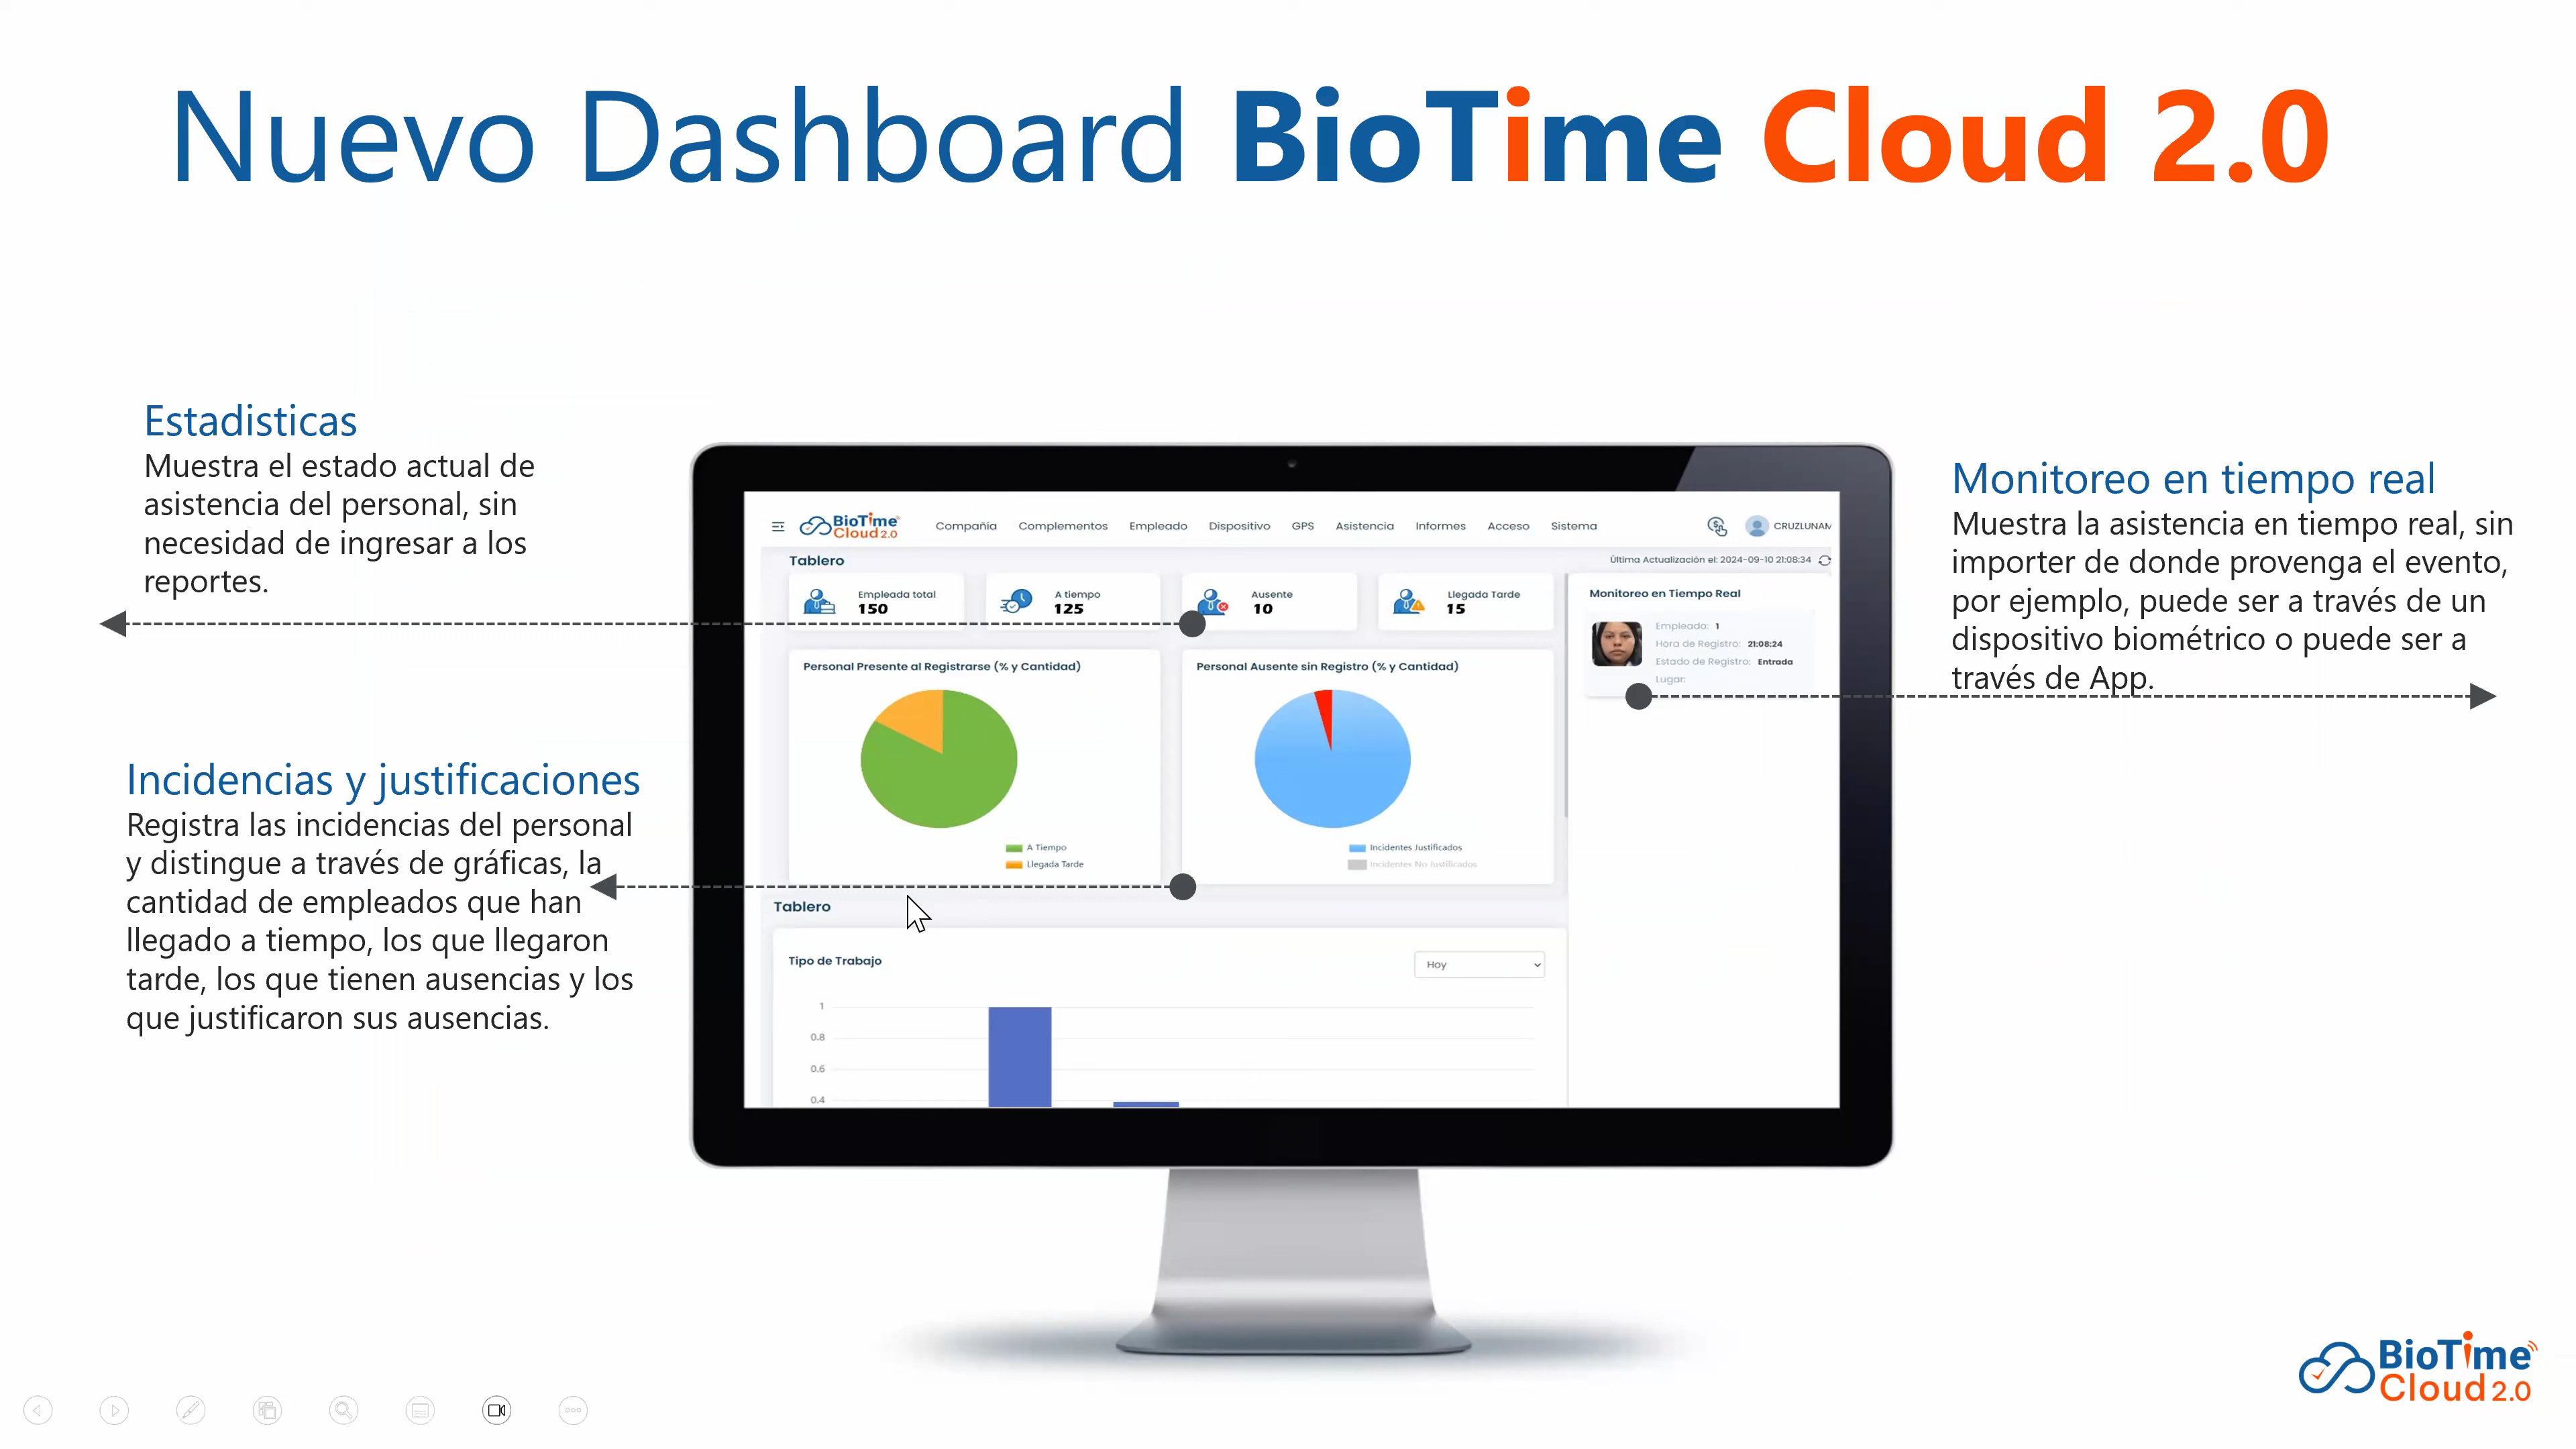 Nuevo Dashboard BioTime Cloud 2.0
Estadisticas
Muestra el estado actual de
asistencia del personal, sin
necesidad de ingresar a los
reportes.
Incidencias y justificaciones
Registra las incidencias del personal
y distingue a través de gráficas, la
cantidad de empleados que han
llegado a tiempo, los que llegaron
tarde, los que tienen ausencias y los
que justificaron sus ausencias.
BioTime
Cloud 2.0
Compañía Complementos Empleado Dispositivo GPS Asistencia Informes Acceso Sistema
CRUZLUNAM
Tablero
Última Actualización el: 2024-09-10 21:08:34
Empleada total
150
A tiempo
125
Ausente
10
Llegada Tarde
15
Personal Presente al Registrarse (% y Cantidad)
A Tiempo
Llegada Tarde
Personal Ausente sin Registro (% y Cantidad)
Incidentes Justificados
Incidentes No Justificados
Monitoreo en Tiempo Real
Empleado: 1
Hora de Registro: 21:08:24
Estado de Registro: Entrada
Lugar:
Tablero
Tipo de Trabajo
Hoy
1
0.8
0.6
0.4
Monitoreo en tiempo real
Muestra la asistencia en tiempo real, sin
importer de donde provenga el evento,
por ejemplo, puede ser a través de un
dispositivo biométrico o puede ser a
través de App.
BioTime
Cloud 2.0